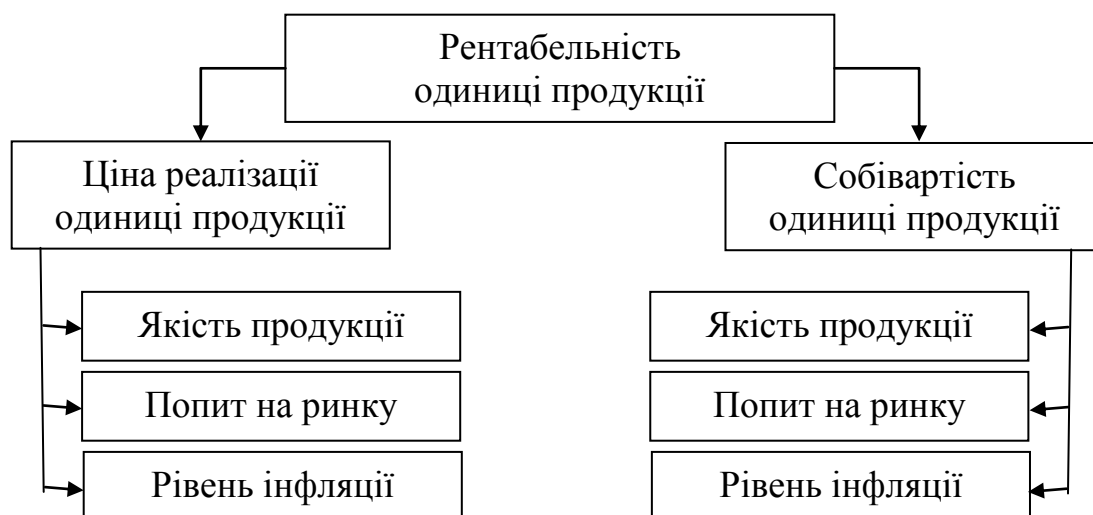 Рентабельність
одиниці продукції
Ціна реалізації
одиниці продукції
Собівартість
одиниці продукції
Якість продукції
Якість продукції
Попит на ринку
Попит на ринку
Рівень інфляції
Рівень інфляції